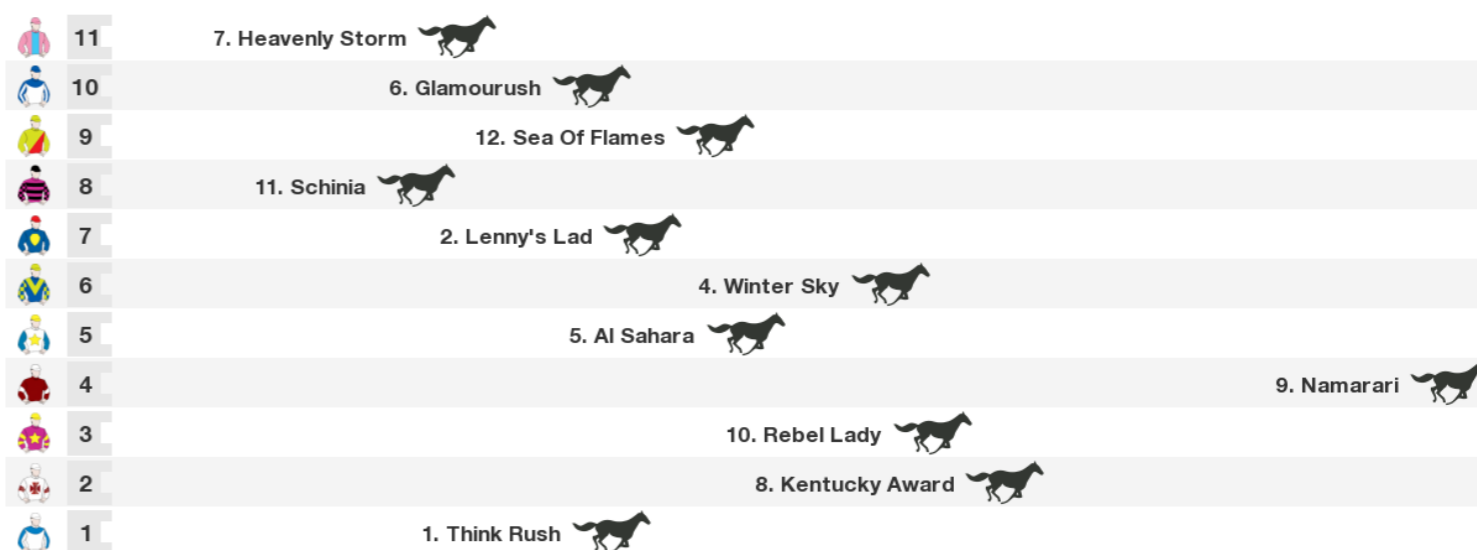 11 7. Heavenly Storm
10 6. Glamourush
9 12. Sea Of Flames
8 11. Schinia
7 2. Lenny's Lad
6 4. Winter Sky
5 5. Al Sahara
4 9. Namarari
3 10. Rebel Lady
2 8. Kentucky Award
1 1. Think Rush